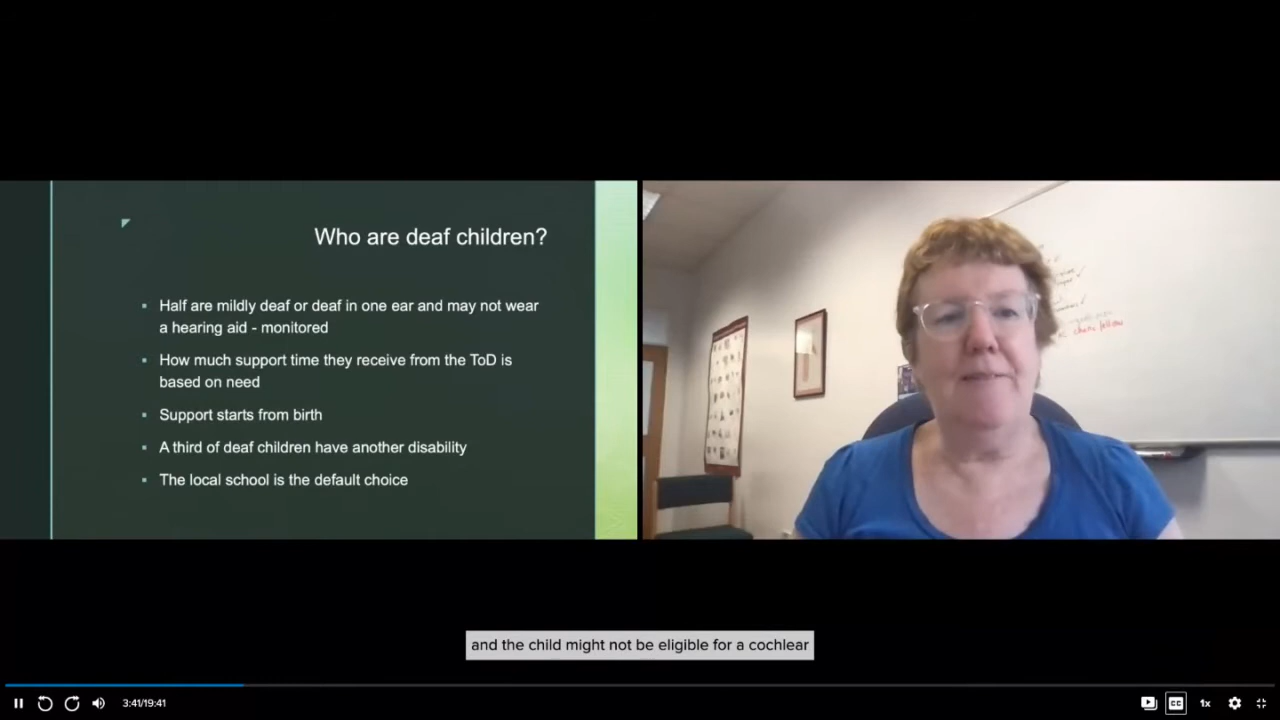 Who are deaf children?
▪ Half are mildly deaf or deaf in one ear and may not wear
a hearing aid - monitored
▪ How much support time they receive from the ToD is
based on need
▪ Support starts from birth
▪ A third of deaf children have another disability
▪ The local school is the default choice
and the child might not be eligible for a cochlear
3:41/19:41
CC
1x